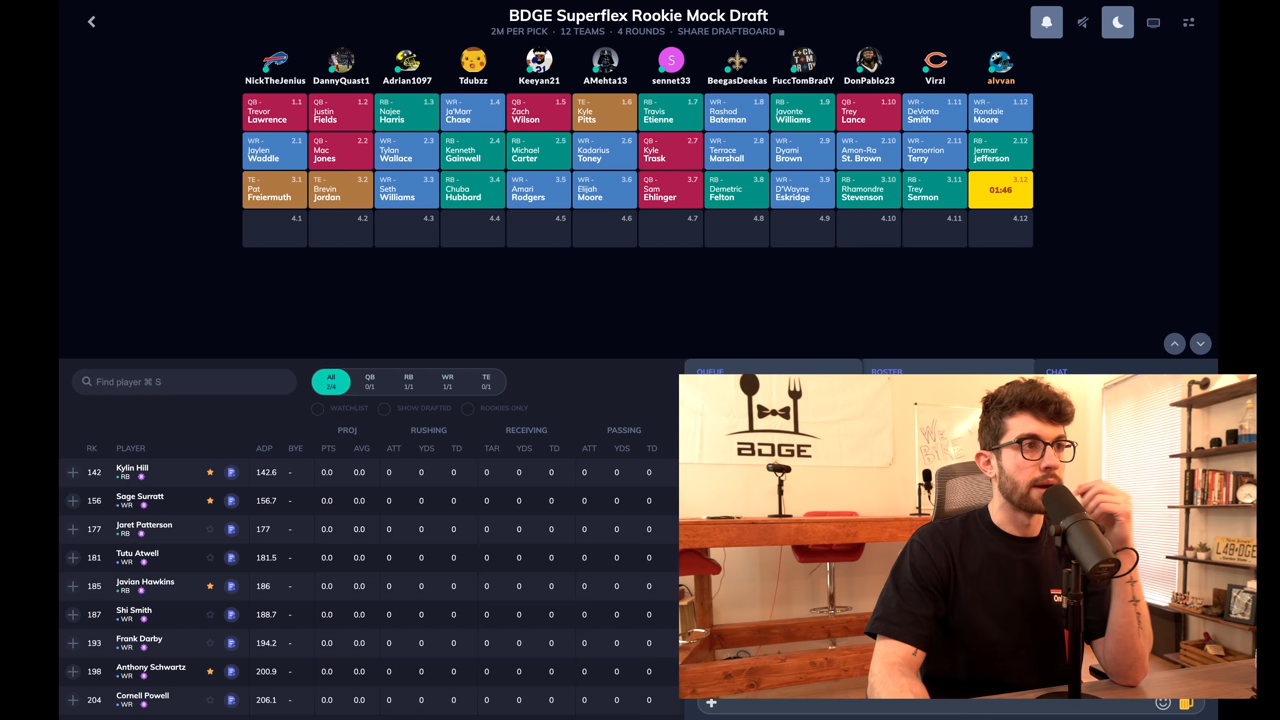 BDGE Superflex Rookie Mock Draft
2M PER PICK · 12 TEAMS · 4 ROUNDS · SHARE DRAFTBOARD
NickTheJenius DannyQuast1 Adrian1097 Tdubzz Keeyan21 AMehta13 sennet33 BeegasDeekas FuccTomBradY DonPablo23 Virzi alvvan
QB - 1.1 QB - 1.2 RB - 1.3 WR - 1.4 QB - 1.5 TE - 1.6 RB - 1.7 WR - 1.8 RB - 1.9 QB - 1.10 WR - 1.11 WR - 1.12
Trevor Justin Najee Ja'Marr Zach Kyle Travis Rashod Javonte Trey DeVonta Rondale
Lawrence Fields Harris Chase Wilson Pitts Etienne Bateman Williams Lance Smith Moore
WR - 2.1 QB - 2.2 WR - 2.3 RB - 2.4 RB - 2.5 WR - 2.6 QB - 2.7 WR - 2.8 WR - 2.9 WR - 2.10 WR - 2.11 RB - 2.12
Jaylen Mac Tylan Kenneth Michael Kadarius Kyle Terrace Dyami Amon-Ra Tamorrion Jermar
Waddle Jones Wallace Gainwell Carter Toney Trask Marshall Brown St. Brown Terry Jefferson
TE - 3.1 TE - 3.2 WR - 3.3 RB - 3.4 WR - 3.5 WR - 3.6 QB - 3.7 RB - 3.8 WR - 3.9 RB - 3.10 RB - 3.11 3.12
Pat Brevin Seth Chuba Amari Elijah Sam Demetric D'Wayne Rhamondre Trey 01:46
Freiermuth Jordan Williams Hubbard Rodgers Moore Ehlinger Felton Eskridge Stevenson Sermon
4.1 4.2 4.3 4.4 4.5 4.6 4.7 4.8 4.9 4.10 4.11 4.12
QUEUE ROSTER CHAT
Find player ⌘ S
All QB RB WR TE
2/4 0/1 1/1 1/1 0/1
WATCHLIST SHOW DRAFTED ROOKIES ONLY
PROJ RUSHING RECEIVING PASSING
RK PLAYER ADP BYE PTS AVG ATT YDS TD TAR YDS TD ATT YDS TD
142 Kylin Hill RB 142.6 - 0.0 0.0 0 0 0 0 0 0 0 0 0
156 Sage Surratt WR 156.7 - 0.0 0.0 0 0 0 0 0 0 0 0 0
177 Jaret Patterson RB 177 - 0.0 0.0 0 0 0 0 0 0 0 0 0
181 Tutu Atwell WR 181.5 - 0.0 0.0 0 0 0 0 0 0 0 0 0
185 Javian Hawkins RB 186 - 0.0 0.0 0 0 0 0 0 0 0 0 0
187 Shi Smith WR 188.7 - 0.0 0.0 0 0 0 0 0 0 0 0 0
193 Frank Darby WR 194.2 - 0.0 0.0 0 0 0 0 0 0 0 0 0
198 Anthony Schwartz WR 200.9 - 0.0 0.0 0 0 0 0 0 0 0 0 0
204 Cornell Powell WR 206.1 - 0.0 0.0 0 0 0 0 0 0 0 0 0
BDGE
WE